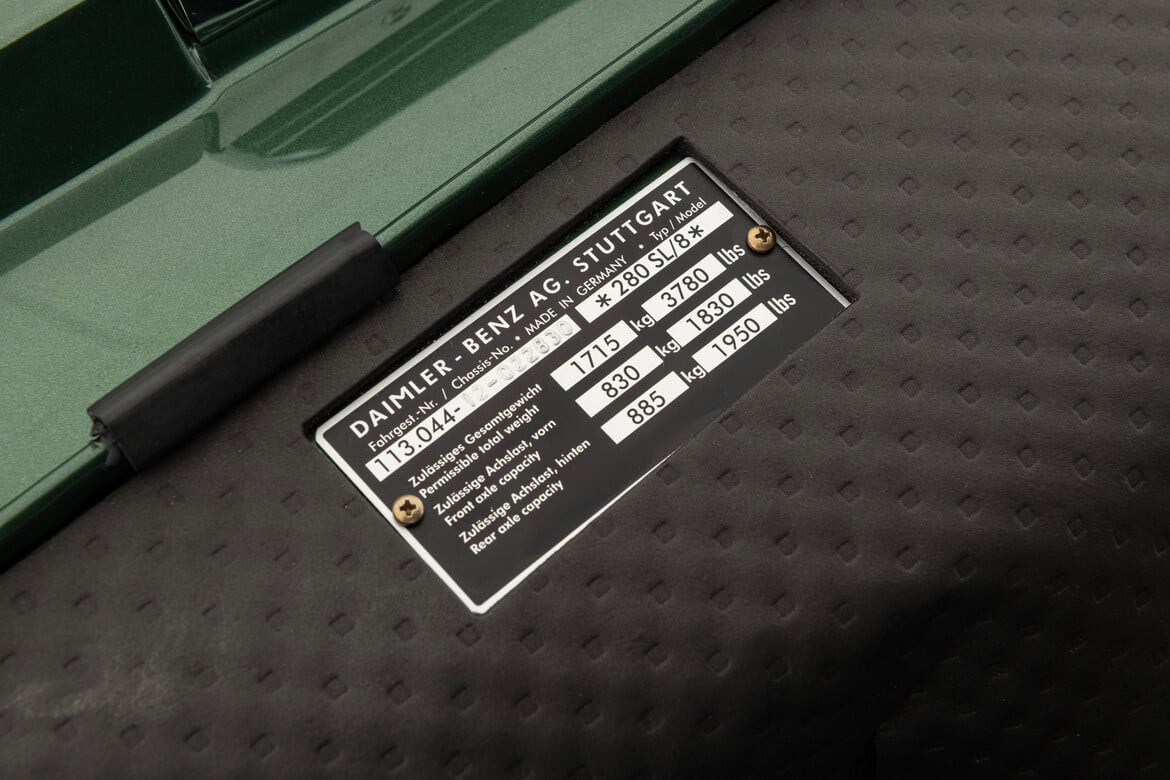 DAIMLER-BENZ AG. STUTTGART
Fahrgest.-Nr. / Chassis-No. • MADE IN GERMANY • Typ / Model
113.044-12-022830 *280 SL/8*
Zulässiges Gesamtgewicht
Permissible total weight
1715 kg 3780 lbs
Zulässige Achslast, vorn
Front axle capacity
830 kg 1830 lbs
Zulässige Achslast, hinten
Rear axle capacity
885 kg 1950 lbs